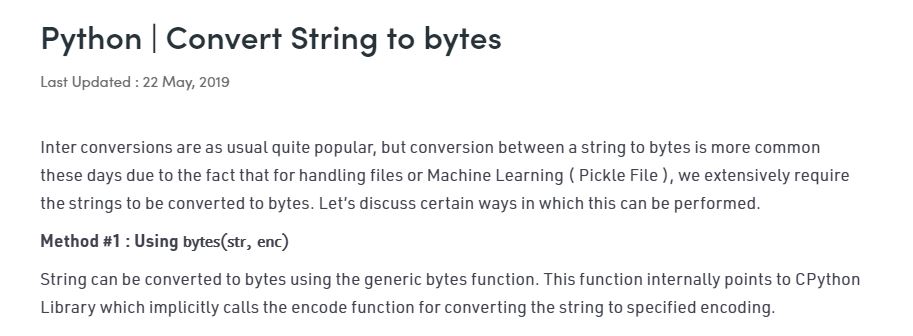 Python | Convert String to bytes
Last Updated : 22 May, 2019
Inter conversions are as usual quite popular, but conversion between a string to bytes is more common
these days due to the fact that for handling files or Machine Learning ( Pickle File ), we extensively require
the strings to be converted to bytes. Let’s discuss certain ways in which this can be performed.
Method #1 : Using bytes(str, enc)
String can be converted to bytes using the generic bytes function. This function internally points to CPython
Library which implicitly calls the encode function for converting the string to specified encoding.